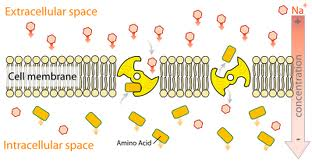 Extracellular space
Na+
+
Cell membrane
concentration
Amino Acid
Intracellular space
-